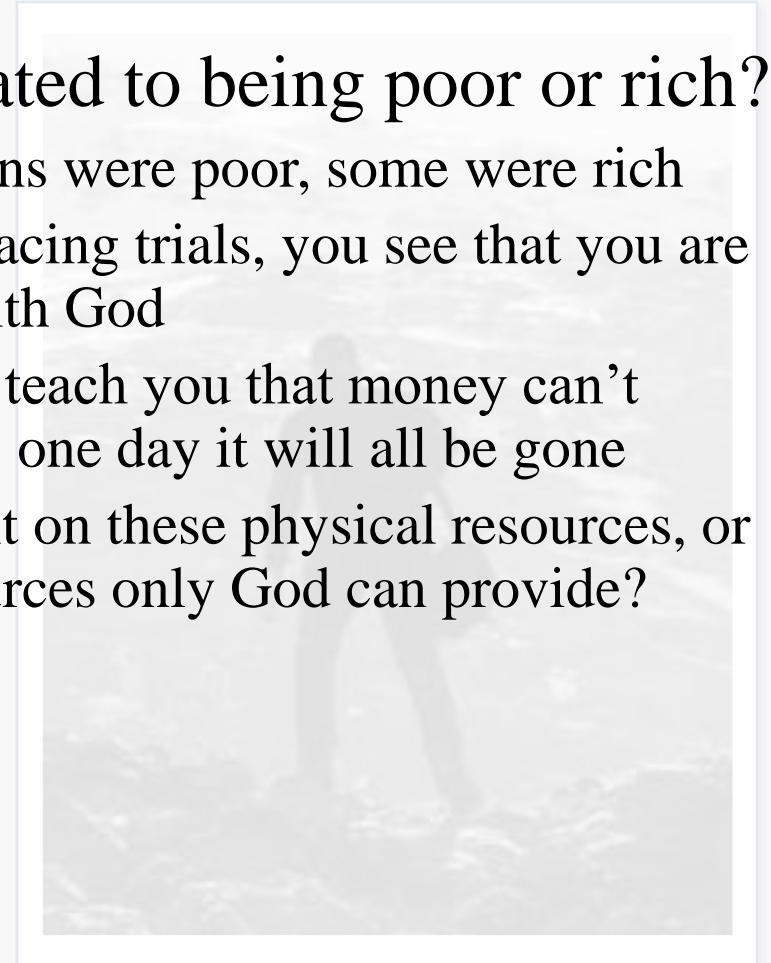 ated to being poor or rich?
ns were poor, some were rich
acing trials, you see that you are
ith God
teach you that money can’t
one day it will all be gone
t on these physical resources, or
urces only God can provide?